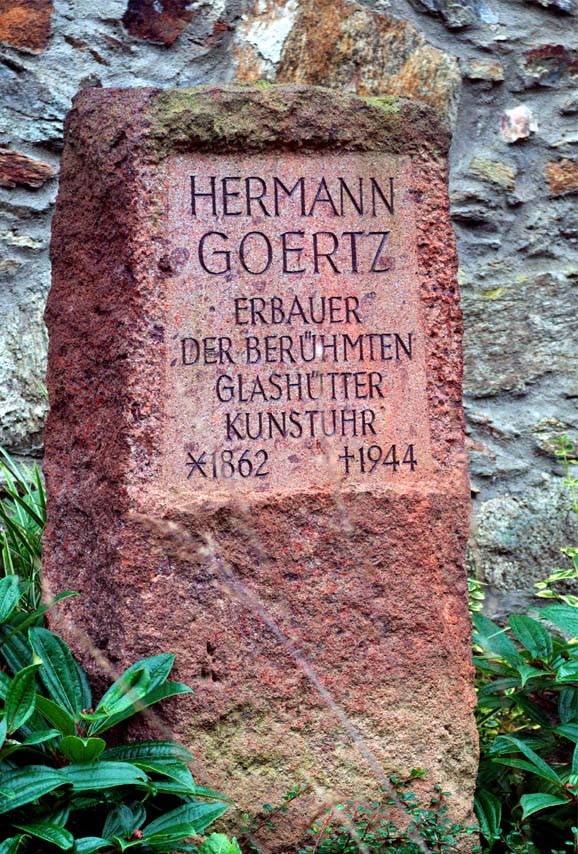 HERMANN
GOERTZ
ERBAUER
DER BERÜHMTEN
GLASHÜTTER
KUNSTUHR
*1862 †1944